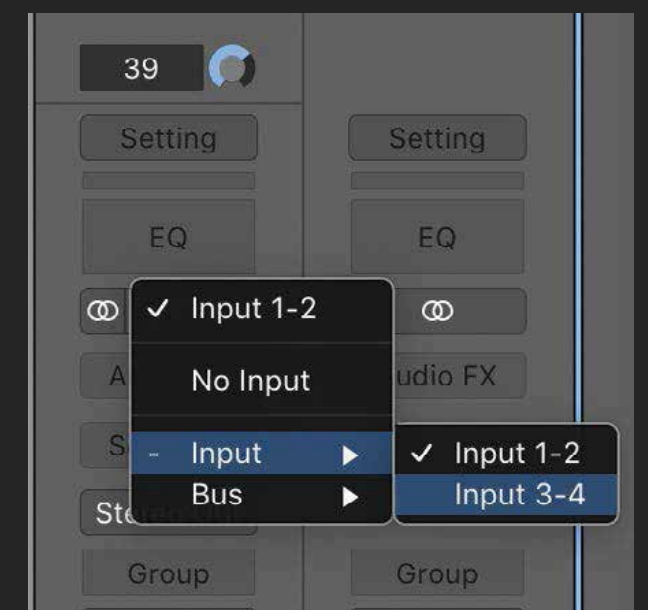 39
Setting
Setting
EQ
EQ
✓ Input 1-2
No Input
udio FX
- Input ▶
✓ Input 1-2
Bus ▶
Input 3-4
Group
Group